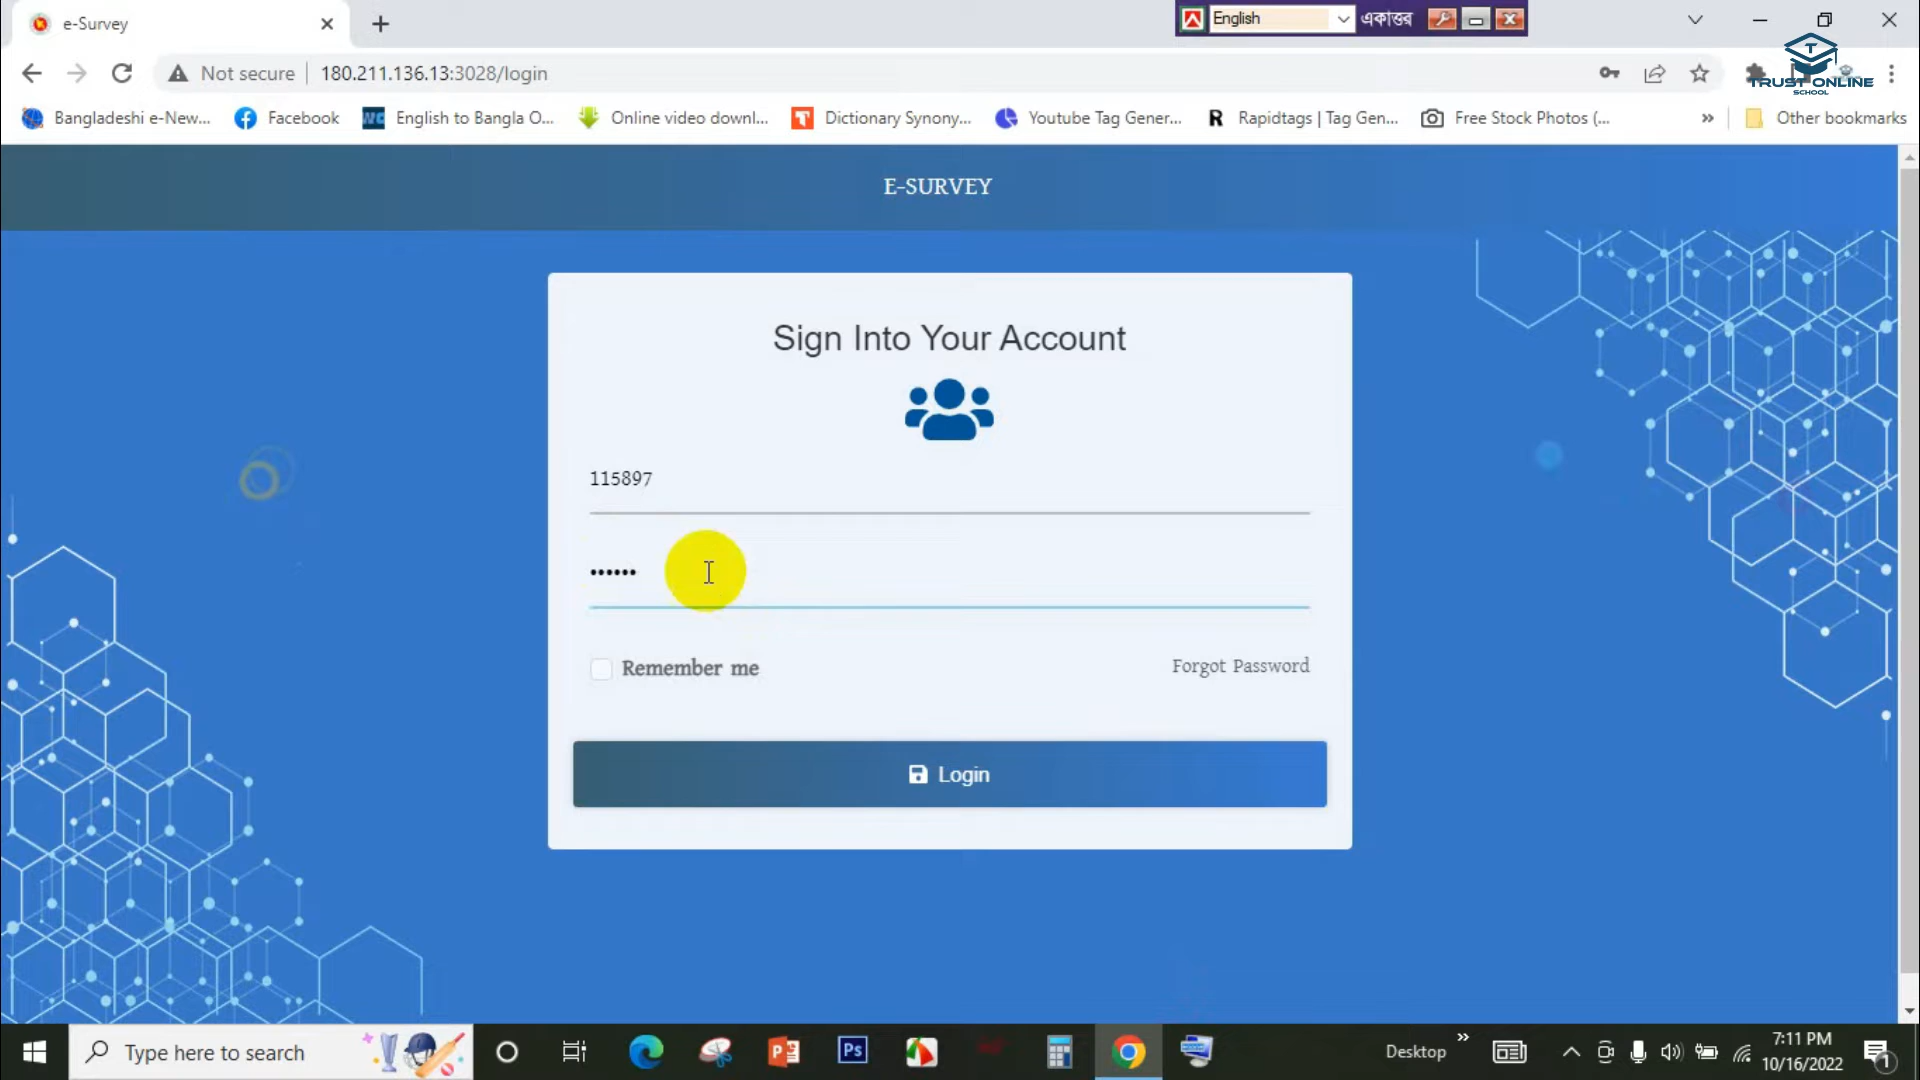 e-Survey
English
একাত্তর
Not secure
180.211.136.13:3028/login
TRUST ONLINE
SCHOOL
Bangladeshi e-New...
Facebook
English to Bangla O...
Online video downl...
Dictionary Synony...
Youtube Tag Gener...
Rapidtags | Tag Gen...
Free Stock Photos (...
»
Other bookmarks
E-SURVEY
Sign Into Your Account
115897
••••••
Remember me
Forgot Password
Login
Type here to search
Ps
Desktop
»
7:11 PM
10/16/2022
1